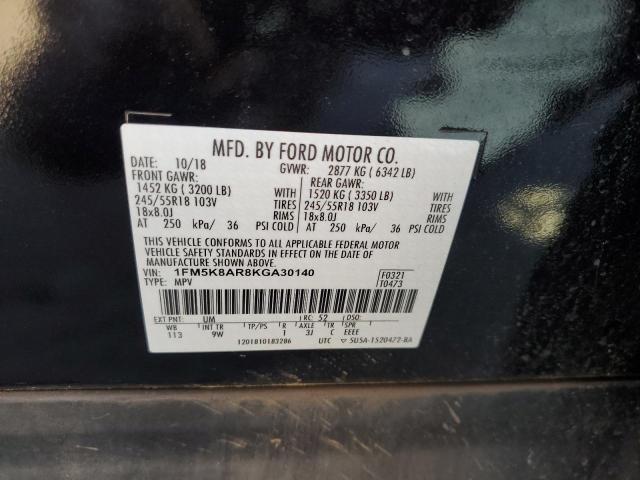 MFD. BY FORD MOTOR CO.
DATE: 10/18 GVWR: 2877 KG ( 6342 LB)
FRONT GAWR: REAR GAWR:
1452 KG ( 3200 LB) WITH 1520 KG ( 3350 LB) WITH
245/55R18 103V TIRES 245/55R18 103V TIRES
18x8.0J RIMS 18x8.0J RIMS
AT 250 kPa/ 36 PSI COLD AT 250 kPa/ 36 PSI COLD
THIS VEHICLE CONFORMS TO ALL APPLICABLE FEDERAL MOTOR
VEHICLE SAFETY STANDARDS IN EFFECT ON THE DATE OF
MANUFACTURE SHOWN ABOVE.
VIN: 1FM5K8AR8KGA30140 F0321
TYPE: MPV T0473
EXT PNT: UM RC: 52 DSO:
WB INT TR TP/PS R AXLE TR SPR
113 9W 1 3J C EEEE
1201810183286 UTC 5U5A-1520472-BA